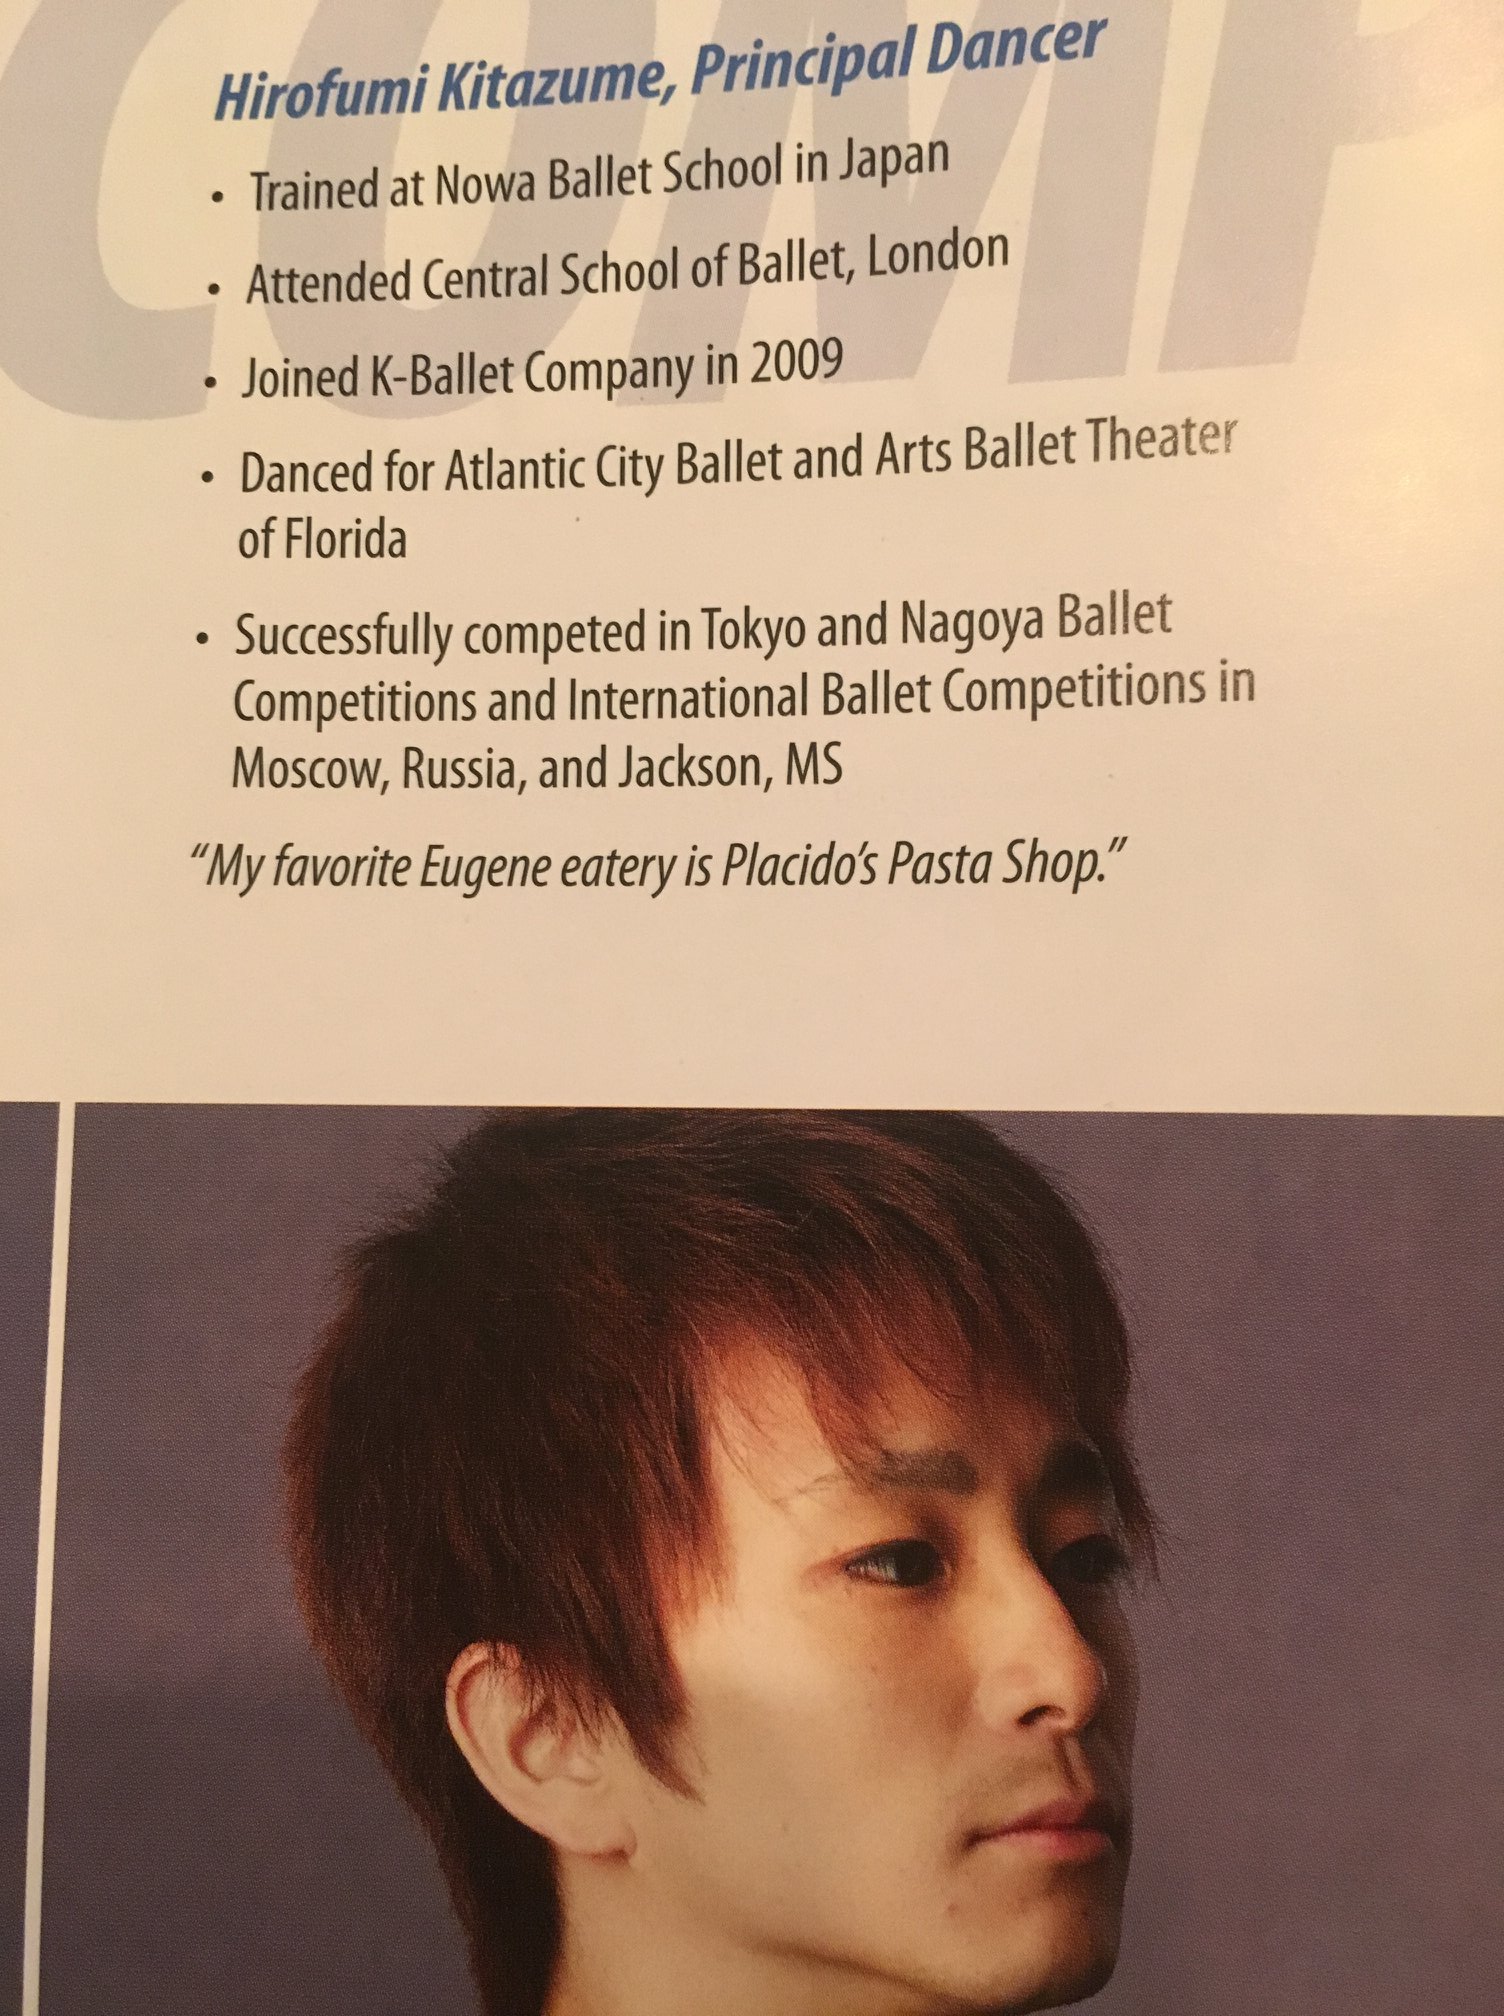 COMP
Hirofumi Kitazume, Principal Dancer
• Trained at Nowa Ballet School in Japan
• Attended Central School of Ballet, London
• Joined K-Ballet Company in 2009
• Danced for Atlantic City Ballet and Arts Ballet Theater
of Florida
• Successfully competed in Tokyo and Nagoya Ballet
Competitions and International Ballet Competitions in
Moscow, Russia, and Jackson, MS
“My favorite Eugene eatery is Placido’s Pasta Shop.”